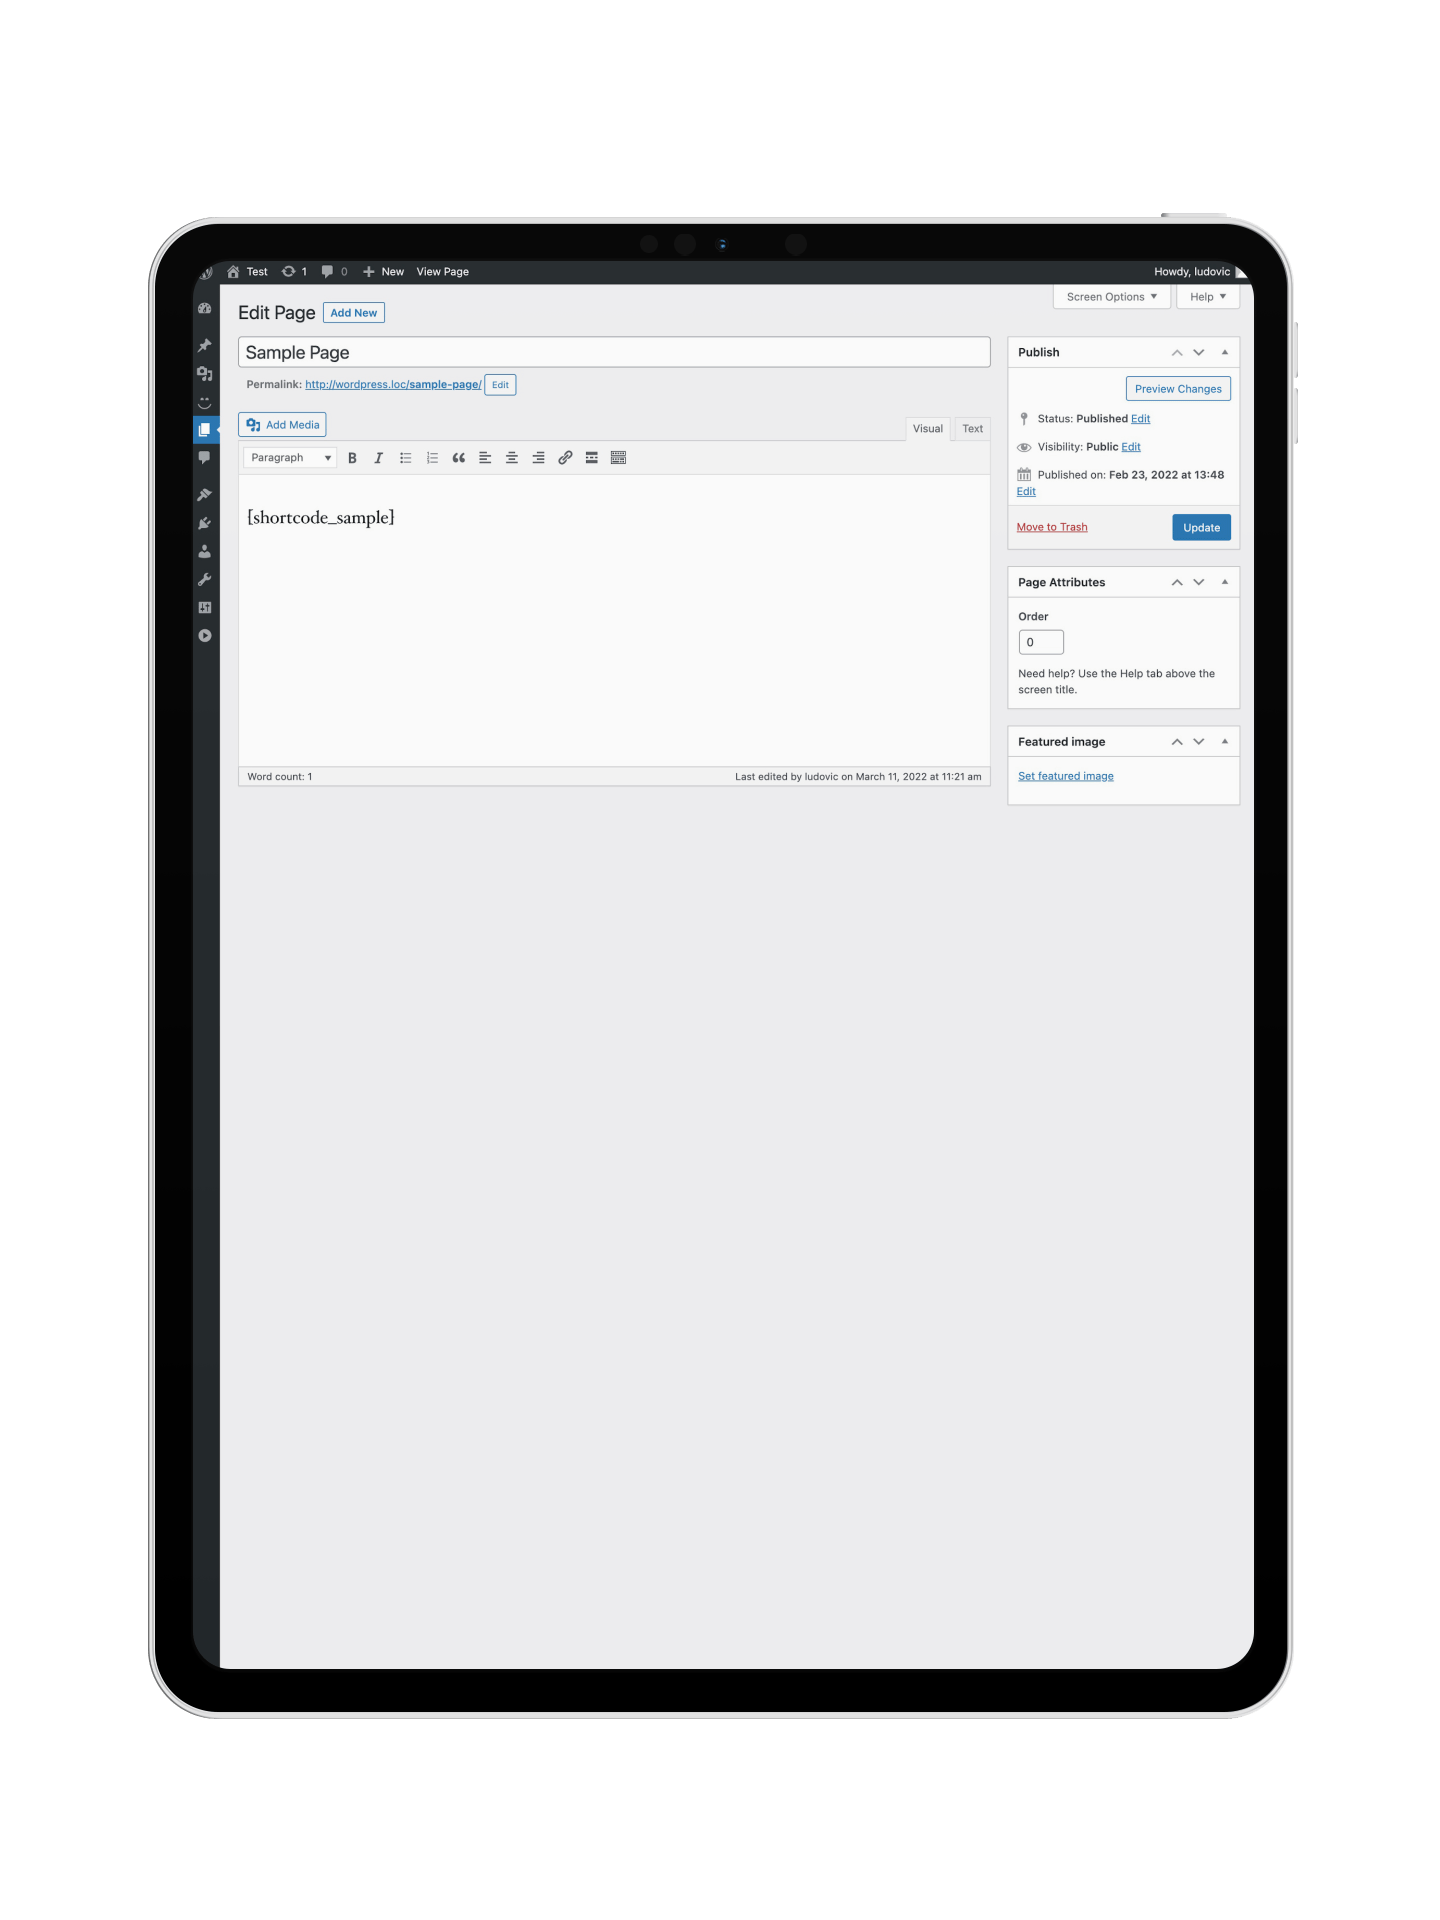 Test 1 0 New View Page Howdy, ludovic
Screen Options Help
Edit Page Add New
Sample Page
Permalink: http://wordpress.loc/sample-page/ Edit
Add Media
Visual Text
Paragraph B I
[shortcode_sample]
Word count: 1 Last edited by ludovic on March 11, 2022 at 11:21 am
Publish
Preview Changes
Status: Published Edit
Visibility: Public Edit
Published on: Feb 23, 2022 at 13:48
Edit
Move to Trash Update
Page Attributes
Order
0
Need help? Use the Help tab above the
screen title.
Featured image
Set featured image